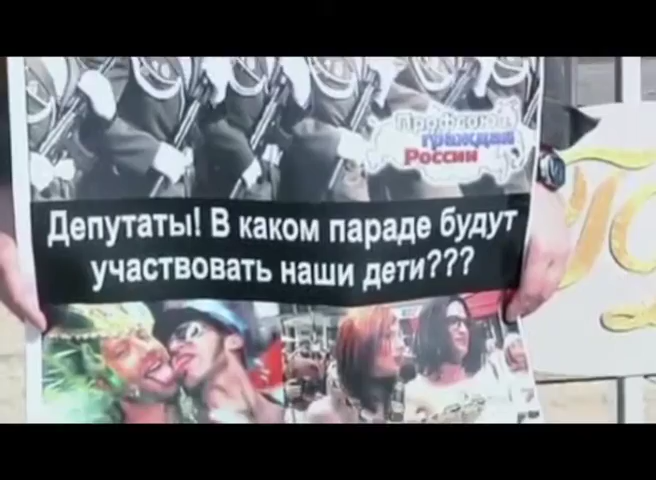 Профсоюз
граждан
России
Депутаты! В каком параде будут
участвовать наши дети???